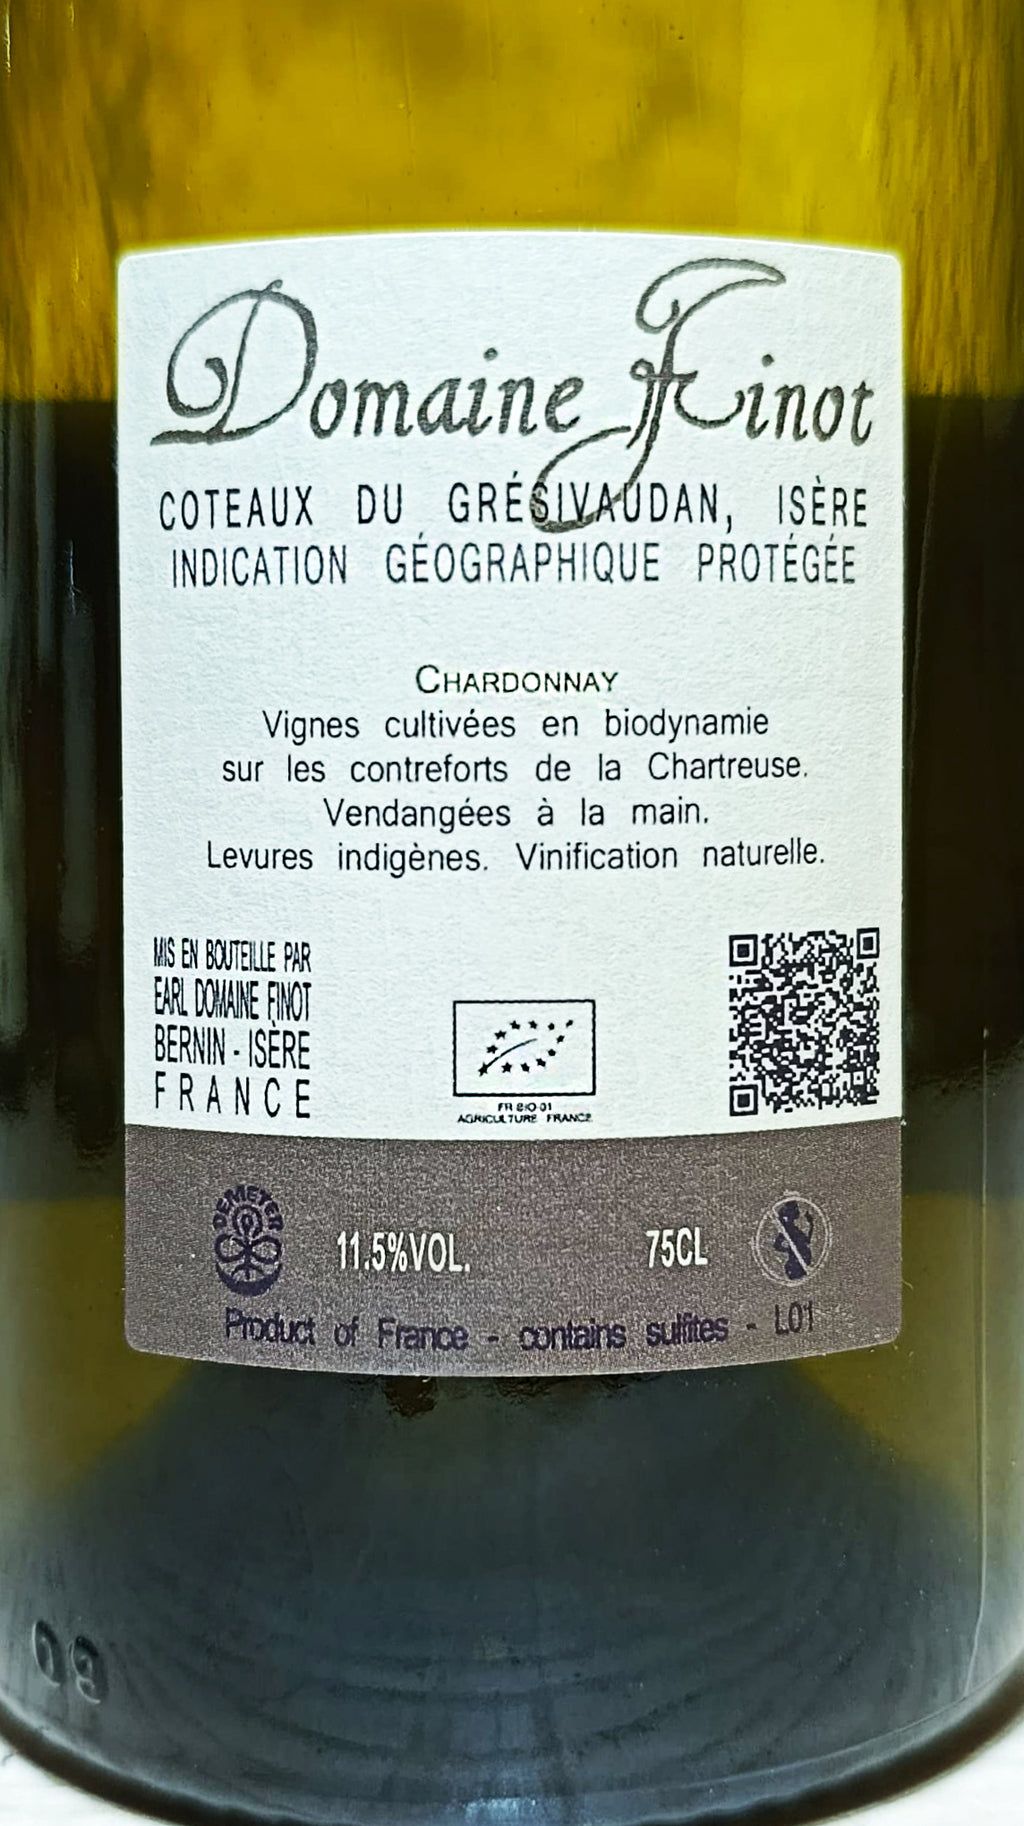 Domaine Finot
COTEAUX DU GRÉSIVAUDAN, ISÈRE
INDICATION GÉOGRAPHIQUE PROTÉGÉE
CHARDONNAY
Vignes cultivées en biodynamie
sur les contreforts de la Chartreuse.
Vendangées à la main.
Levures indigènes. Vinification naturelle.
MIS EN BOUTEILLE PAR
EARL DOMAINE FINOT
BERNIN - ISÈRE
FRANCE
FR-BIO-01
AGRICULTURE FRANCE
DEMETER
11.5%VOL. 75CL
Product of France - contains sulfites - L01
09